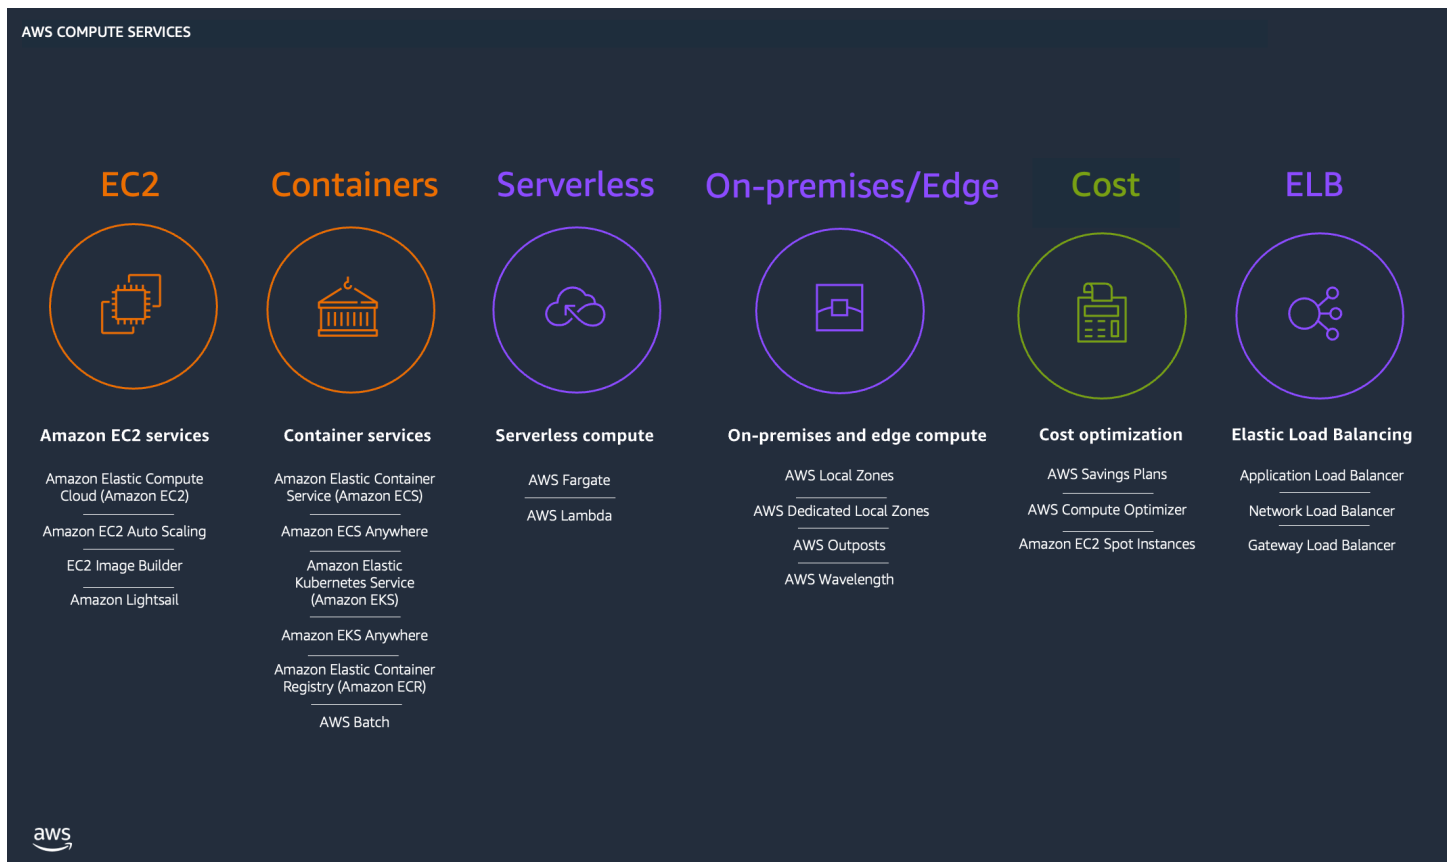 AWS COMPUTE SERVICES
EC2
Amazon EC2 services
Amazon Elastic Compute
Cloud (Amazon EC2)
Amazon EC2 Auto Scaling
EC2 Image Builder
Amazon Lightsail
Containers
Container services
Amazon Elastic Container
Service (Amazon ECS)
Amazon ECS Anywhere
Amazon Elastic
Kubernetes Service
(Amazon EKS)
Amazon EKS Anywhere
Amazon Elastic Container
Registry (Amazon ECR)
AWS Batch
Serverless
Serverless compute
AWS Fargate
AWS Lambda
On-premises/Edge
On-premises and edge compute
AWS Local Zones
AWS Dedicated Local Zones
AWS Outposts
AWS Wavelength
Cost
Cost optimization
AWS Savings Plans
AWS Compute Optimizer
Amazon EC2 Spot Instances
ELB
Elastic Load Balancing
Application Load Balancer
Network Load Balancer
Gateway Load Balancer
aws